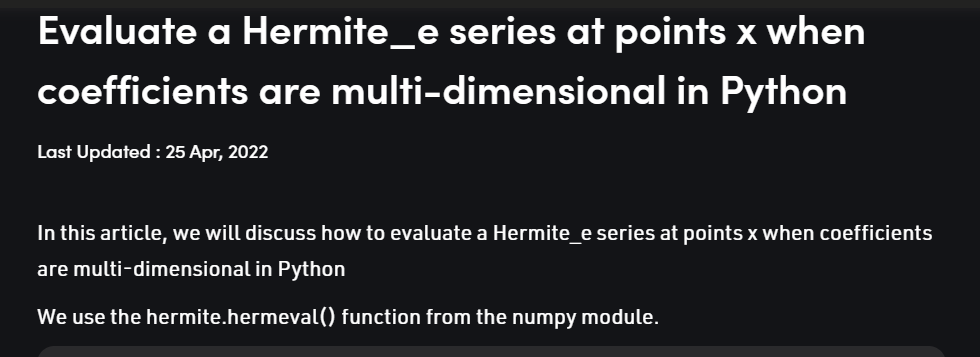 Evaluate a Hermite_e series at points x when
coefficients are multi-dimensional in Python
Last Updated : 25 Apr, 2022
In this article, we will discuss how to evaluate a Hermite_e series at points x when coefficients
are multi-dimensional in Python
We use the hermite.hermeval() function from the numpy module.